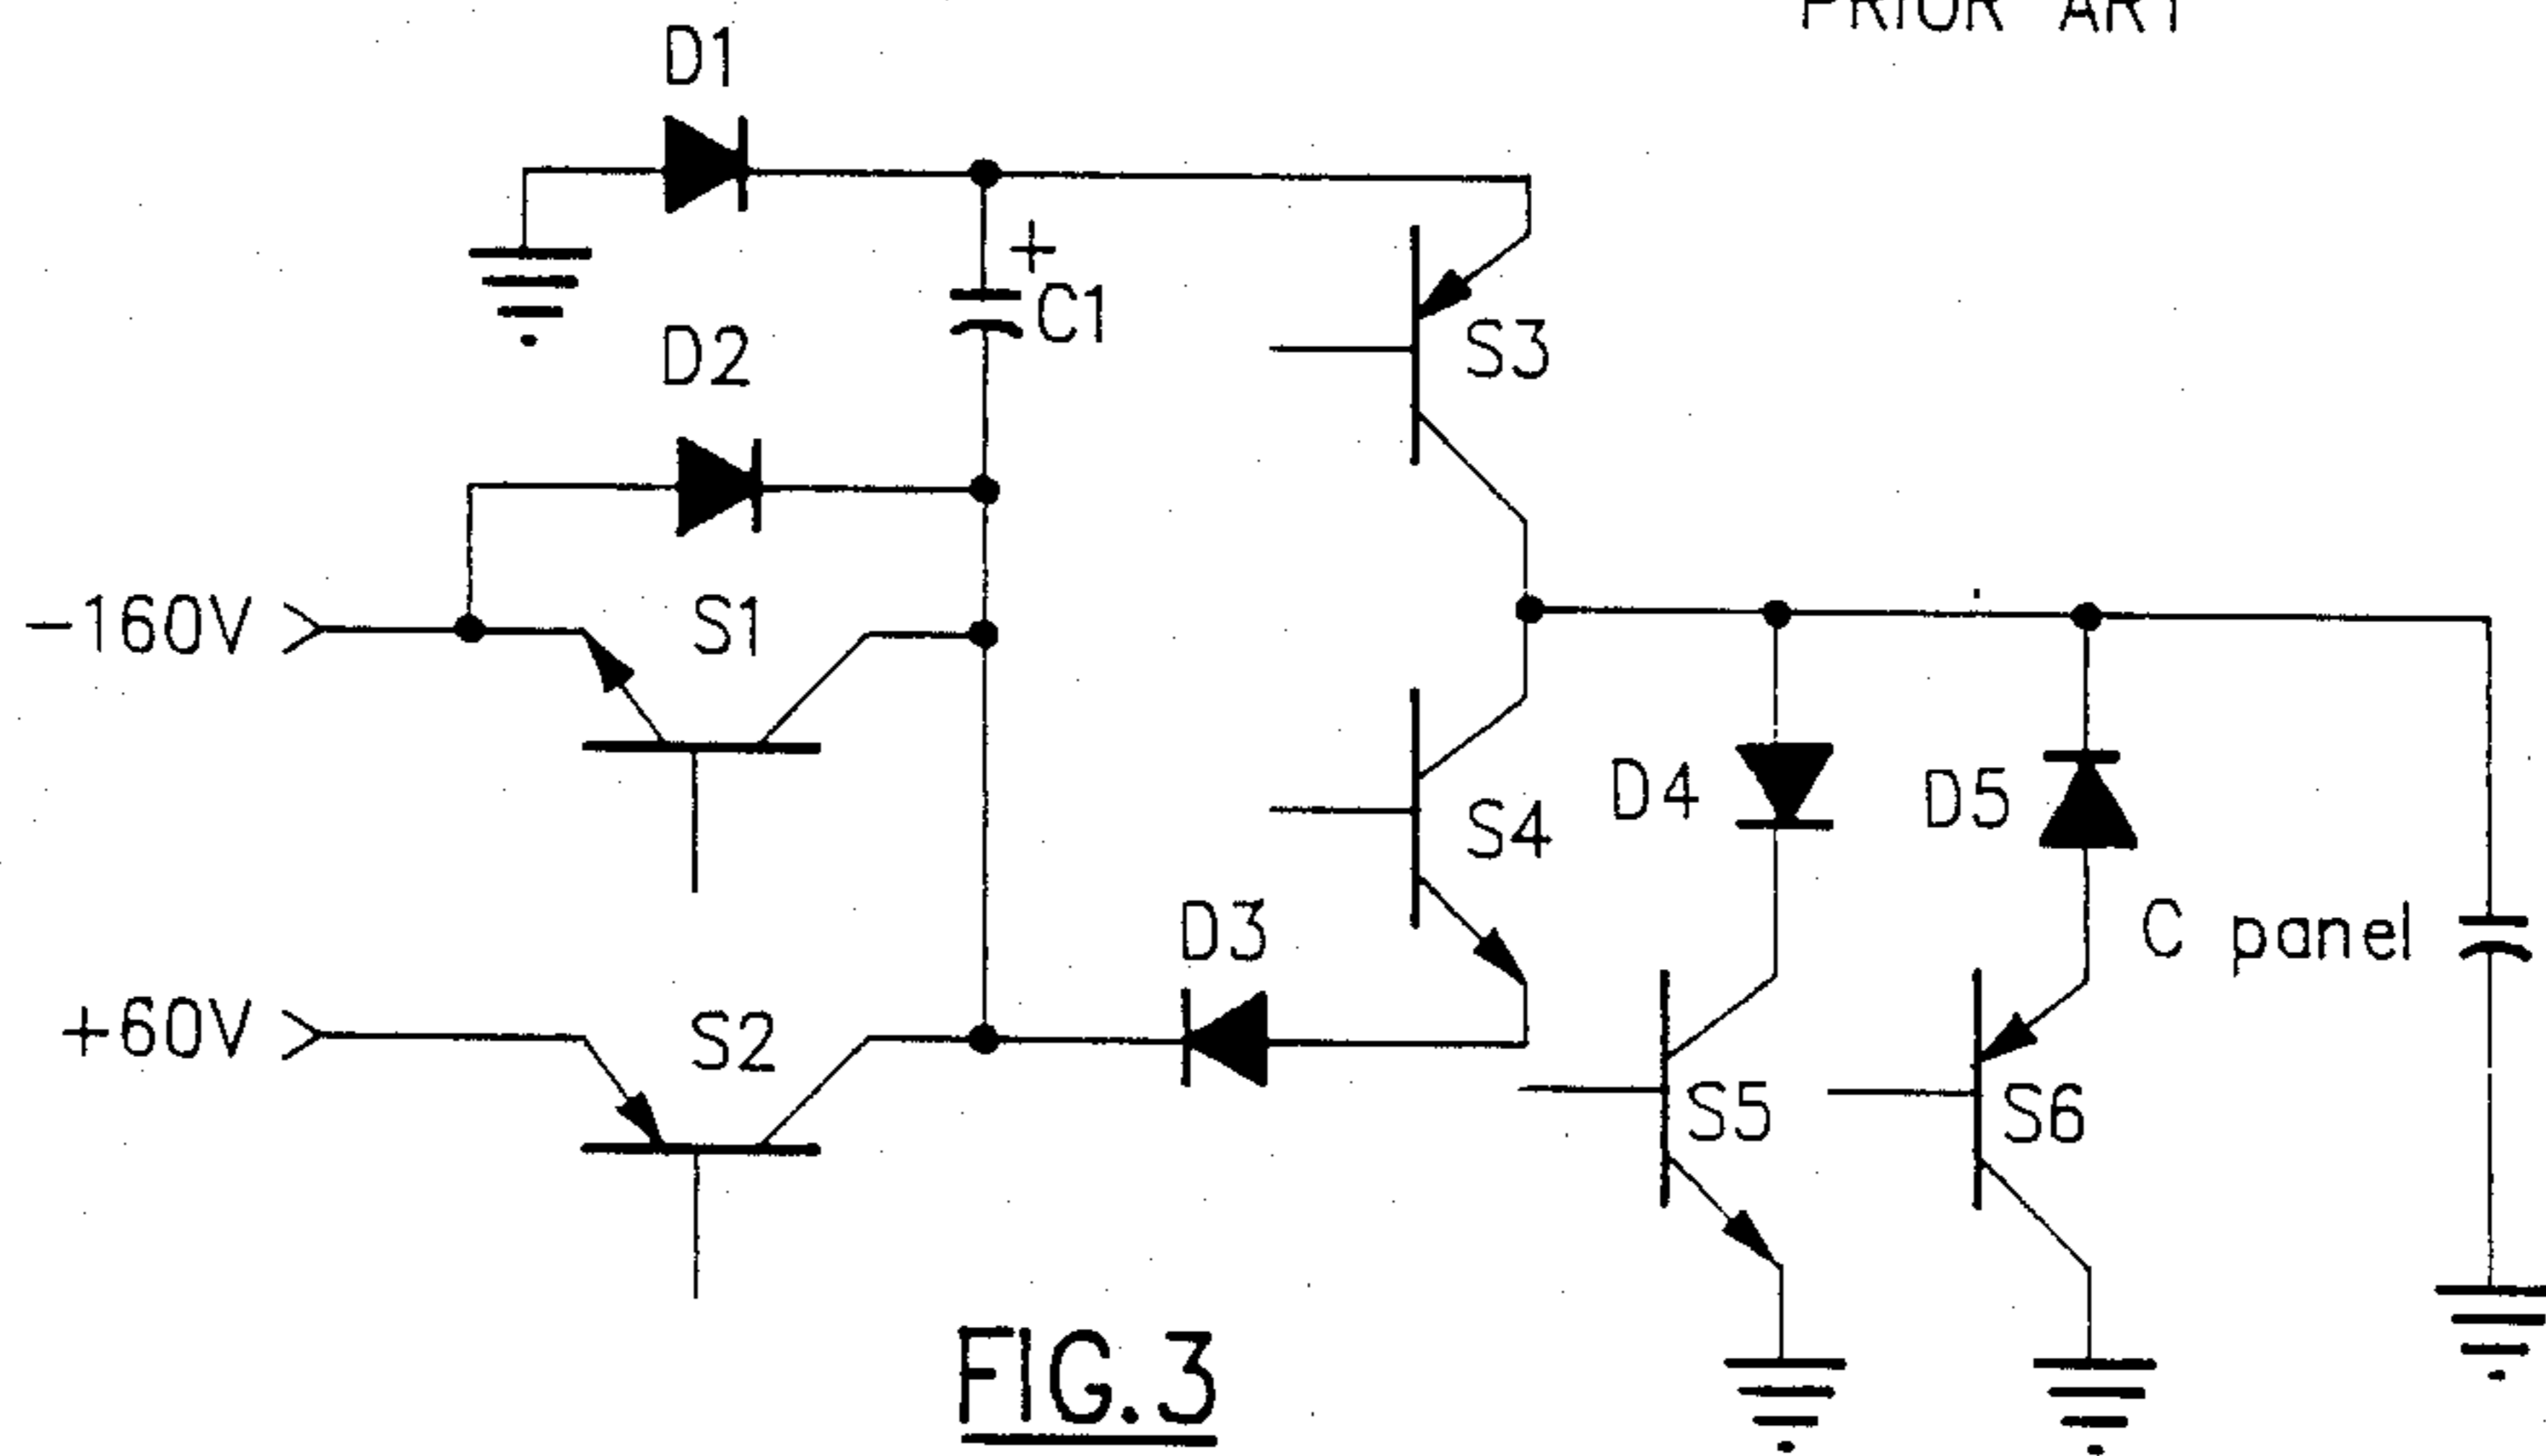 PRIOR ART
D1
+
C1
D2
S3
-160V
S1
S4
D4
D5
D3
C panel
+60V
S2
S5
S6
FIG.3